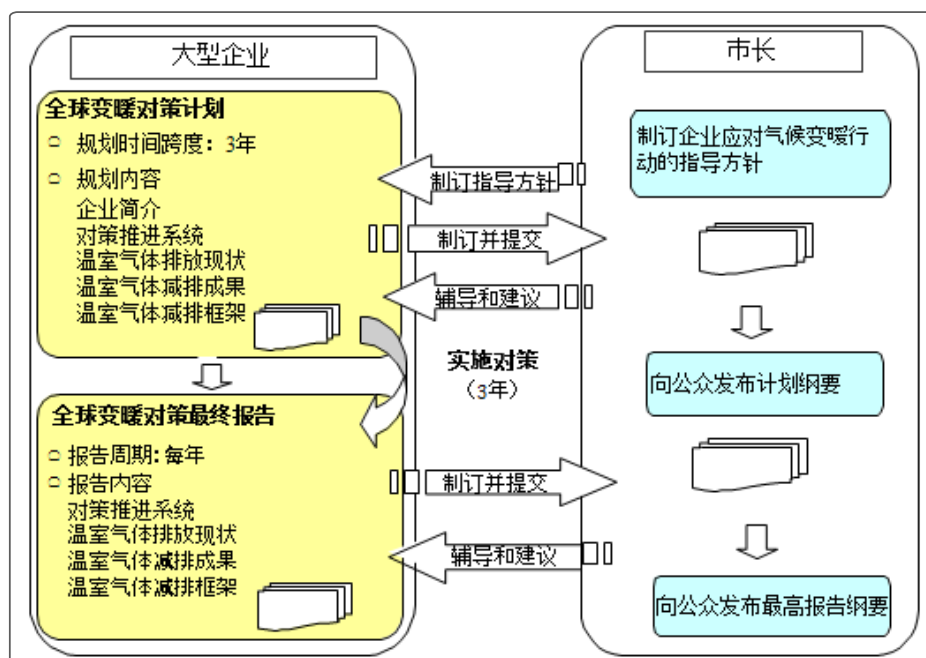 大型企业
市长
全球变暖对策计划
规划时间跨度：3年
规划内容
企业简介
对策推进系统
温室气体排放现状
温室气体减排成果
温室气体减排框架
制订指导方针
制订并提交
辅导和建议
制订企业应对气候变暖行
动的指导方针
实施对策
（3年）
向公众发布计划纲要
全球变暖对策最终报告
报告周期：每年
报告内容
对策推进系统
温室气体排放现状
温室气体减排成果
温室气体减排框架
制订并提交
辅导和建议
向公众发布最高报告纲要